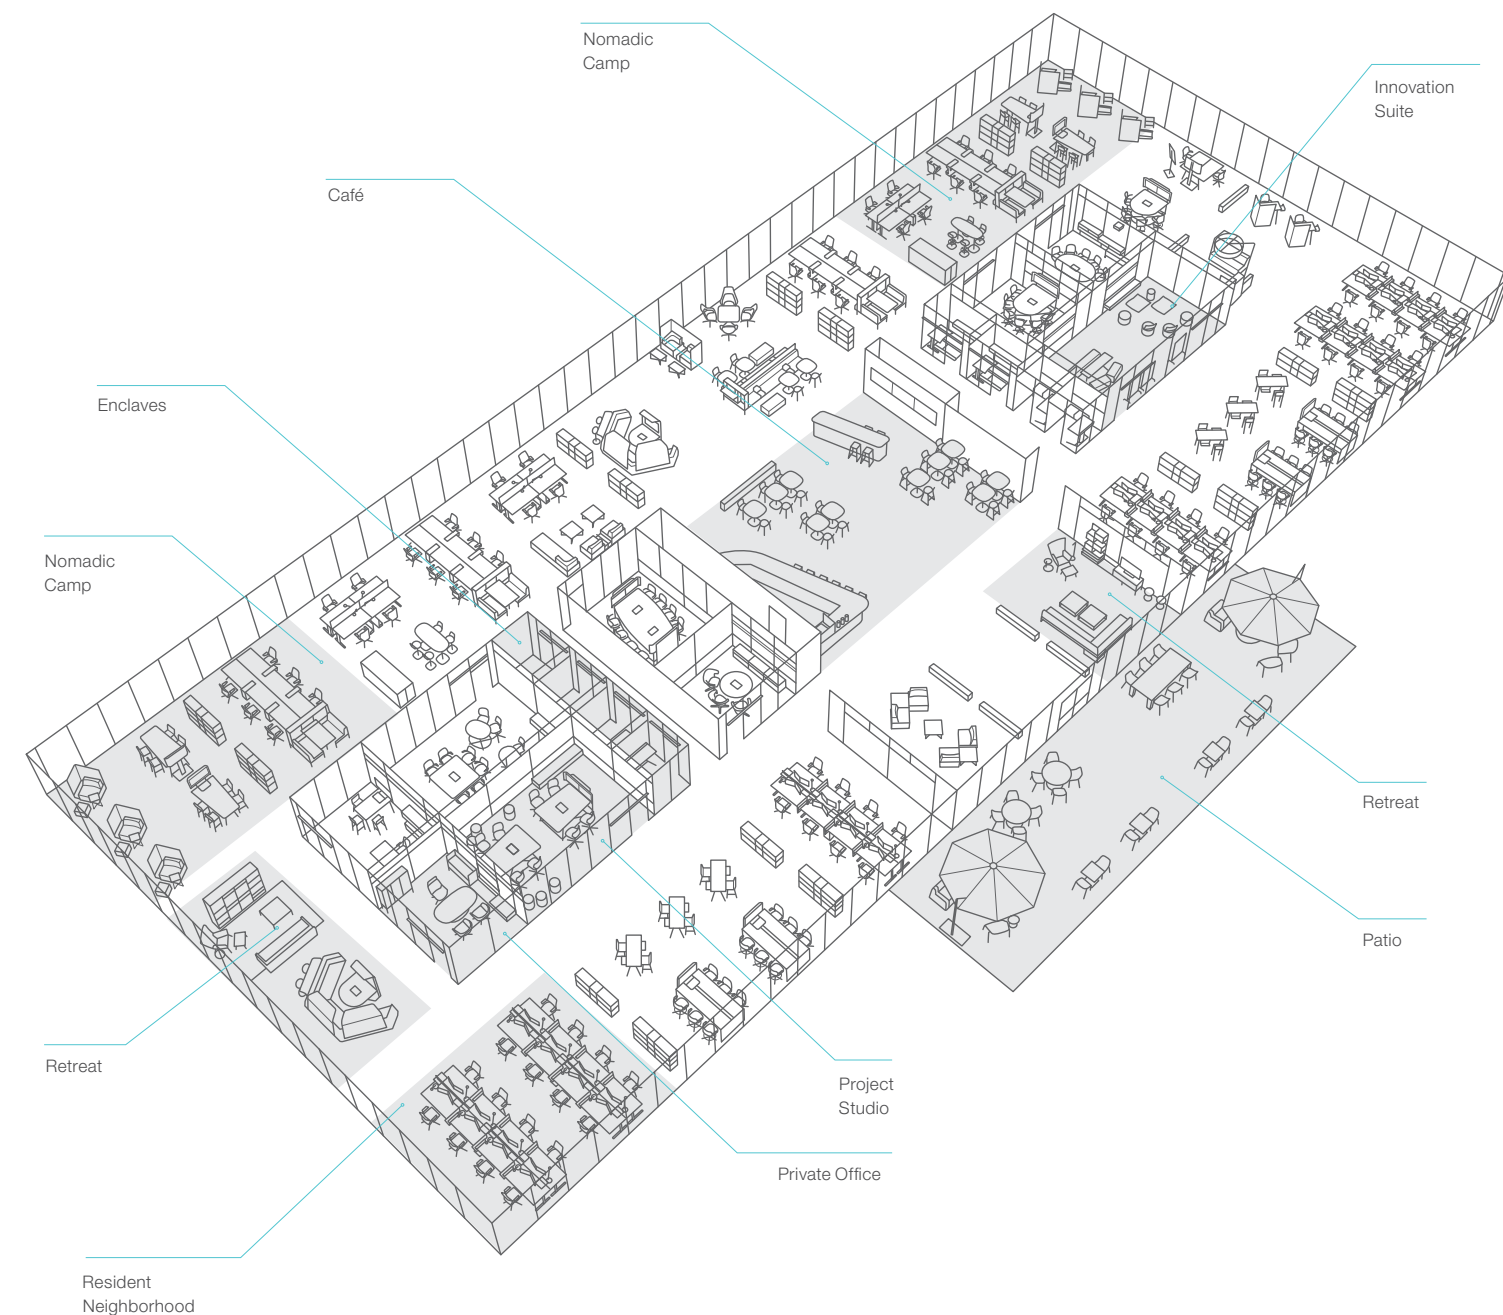 Nomadic
Camp
Innovation
Suite
Café
Enclaves
Nomadic
Camp
Retreat
Patio
Retreat
Project
Studio
Private Office
Resident
Neighborhood